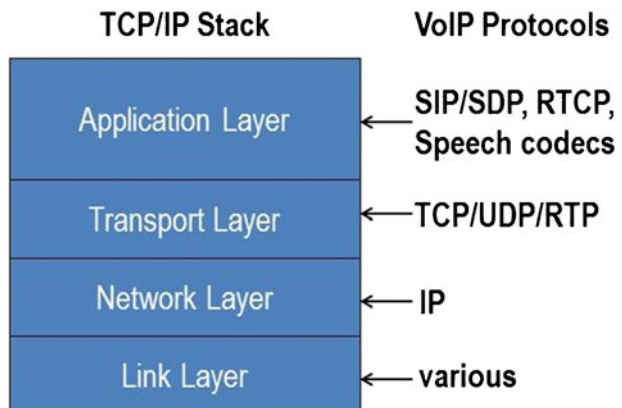 TCP/IP Stack
VoIP Protocols
Application Layer
SIP/SDP, RTCP,
Speech codecs
Transport Layer
TCP/UDP/RTP
Network Layer
IP
Link Layer
various